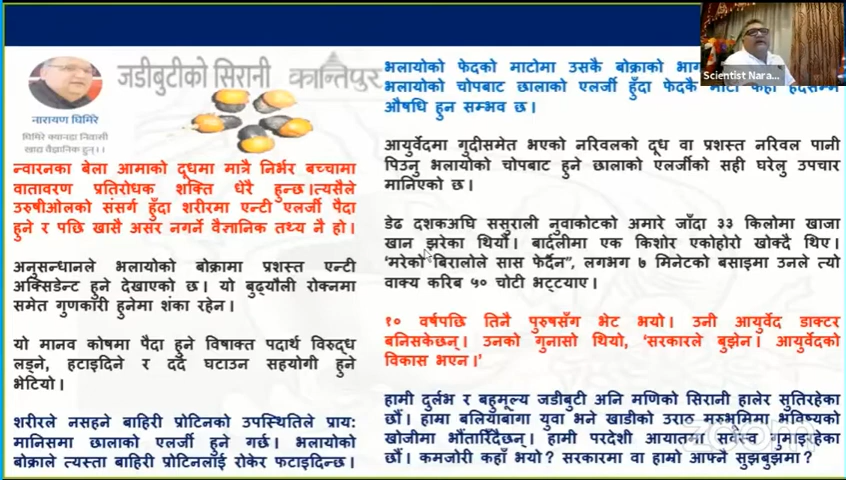 जडीबुटीको सिरानी कान्तिपुर
नारायण घिमिरे
घिमिरे क्यानडा निवासी
खाद्य वैज्ञानिक हुन् ।।
न्वारनका बेला आमाको दूधमा मात्रै निर्भर बच्चामा
वातावरण प्रतिरोधक शक्ति धेरै हुन्छ।त्यसैले
उरुषीओलको संसर्ग हुँदा शरीरमा एन्टी एलर्जी पैदा
हुने र पछि खासै असर नगर्ने वैज्ञानिक तथ्य नै हो।
अनुसन्धानले भलायोको बोक्रामा प्रशस्त एन्टी
अक्सिडेन्ट हुने देखाएको छ। यो बुढ्यौली रोक्नमा
समेत गुणकारी हुनेमा शंका रहेन।
यो मानव कोषमा पैदा हुने विषाक्त पदार्थ विरुद्ध
लड्ने, हटाइदिने र दर्द घटाउन सहयोगी हुने
भेटियो।
शरीरले नसहने बाहिरी प्रोटिनको उपस्थितिले प्राय:
मानिसमा छालाको एलर्जी हुने गर्छ। भलायोको
बोक्राले त्यस्ता बाहिरी प्रोटिनलाई रोकेर फटाइदिन्छ।
भलायोको फेदको माटोमा उसकै बोक्राको
भलायोको चोपबाट छालाको एलर्जी हुँदा फेदकै
औषधि हुन सम्भव छ।
आयुर्वेदमा गुदीसमेत भएको नरिवलको दूध वा प्रशस्त नरिवल पानी
पिउनु भलायोको चोपबाट हुने छालाको एलर्जीको सही घरेलु उपचार
मानिएको छ।
डेढ दशकअघि ससुराली नुवाकोटको अमारे जाँदा ३३ किलोमा खाजा
खान झरेका थियौं। बार्दलीमा एक किशोर एकोहोरो खोक्दै थिए।
‘मरेको बिरालोले सास फेर्दैन”, लगभग ७ मिनेटको बसाइमा उनले त्यो
वाक्य करिब ५० चोटी भट्टयाए।
१० वर्षपछि तिनै पुरुषसँग भेट भयो। उनी आयुर्वेद डाक्टर
बनिसकेछन्। उनको गुनासो थियो, ‘सरकारले बुझेन। आयुर्वेदको
विकास भएन।’
हामी दुर्लभ र बहुमूल्य जडीबुटी अनि मणिको सिरानी हालेर सुतिरहेका
छौं। हाम्रा बलियाबागा युवा भने खाडीको उराठ मरुभूमिमा भविष्यको
खोजीमा भौंतारिँदैछन्। हामी परदेशी आयातमा सर्वस्व गुमाइरहेका
छौं। कमजोरी कहाँ भयो? सरकारमा वा हाम्रो आफ्नै सुझबुझमा?
Scientist Nara...
zoom